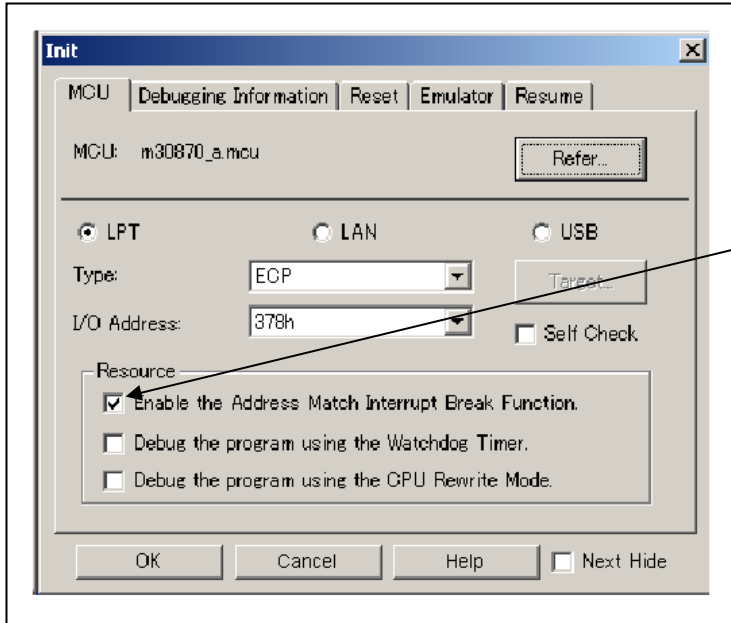 Init
MCU Debugging Information Reset Emulator Resume
MCU: m30870_a.mcu Refer...
LPT LAN USB
Type: ECP Target...
I/O Address: 378h Self Check
Resource
Enable the Address Match Interrupt Break Function.
Debug the program using the Watchdog Timer.
Debug the program using the CPU Rewrite Mode.
OK Cancel Help Next Hide